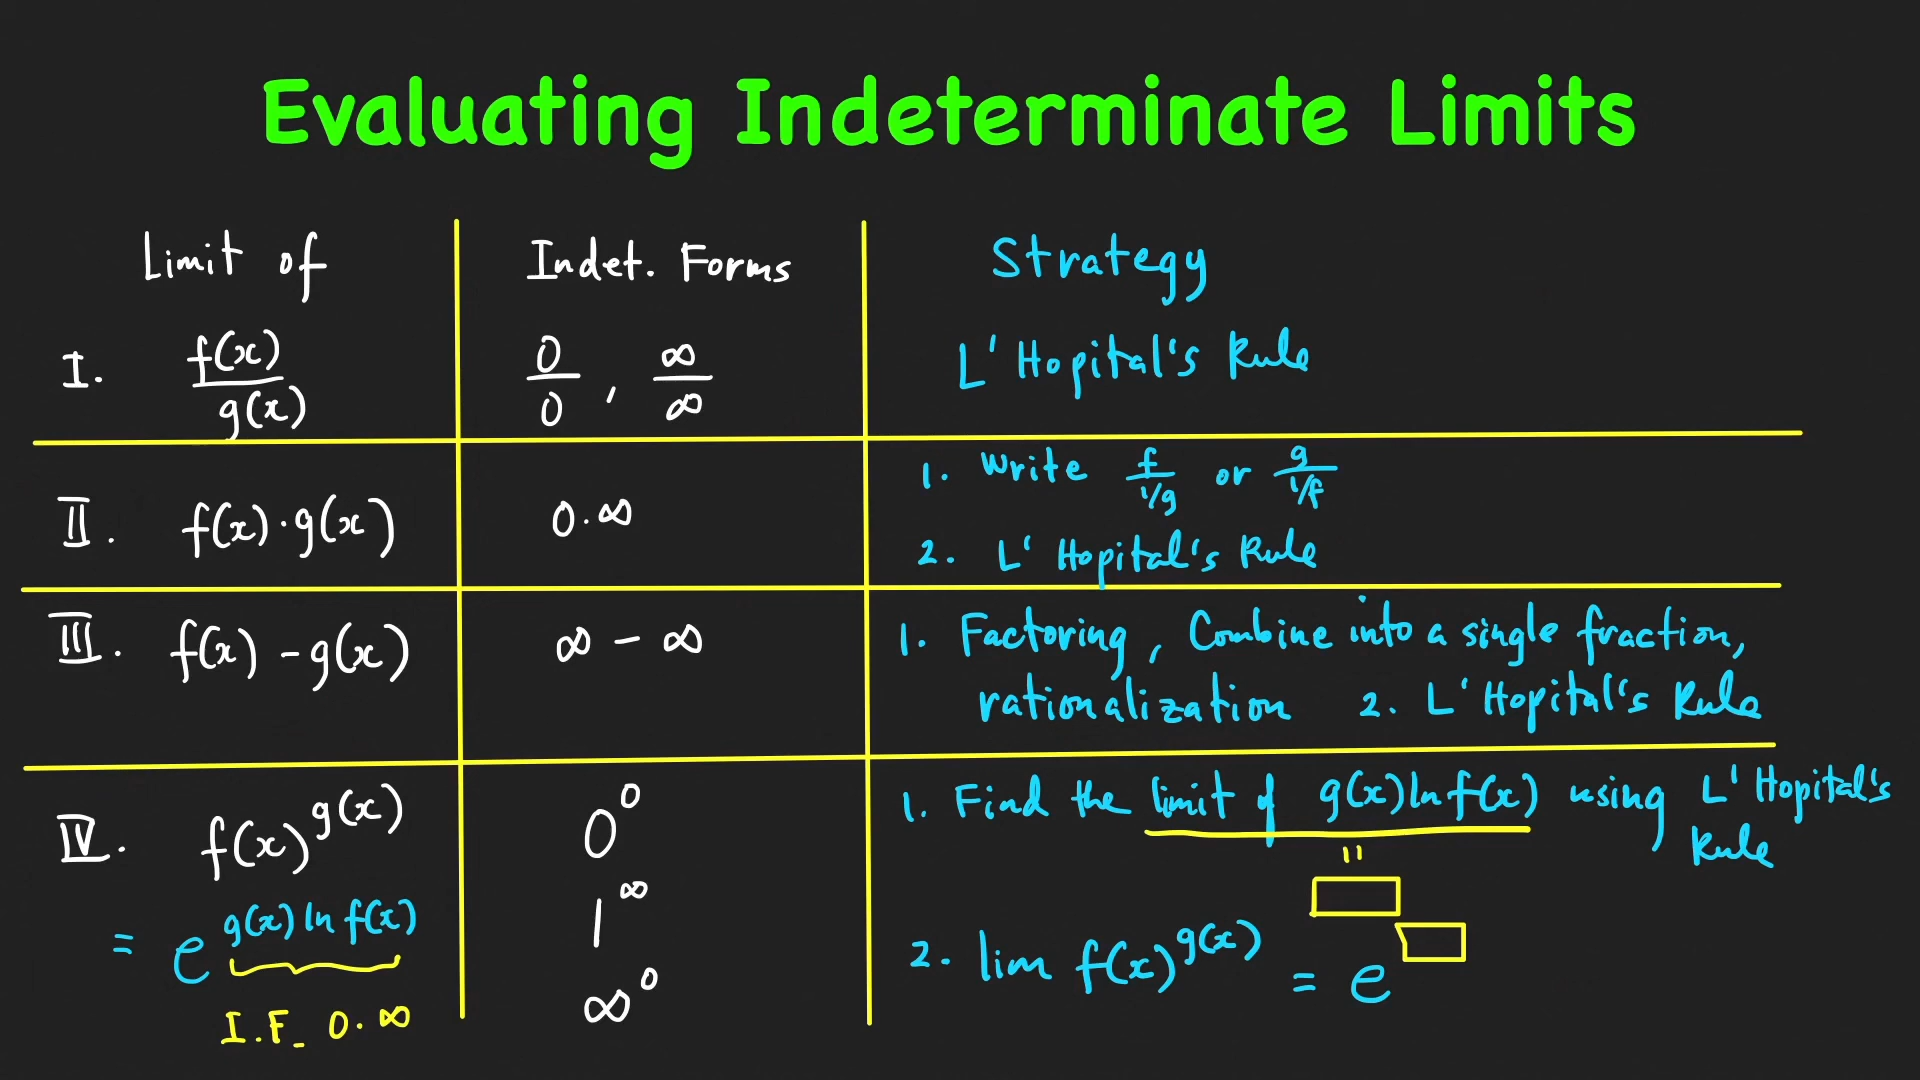 Evaluating Indeterminate Limits
Limit of Indet. Forms Strategy
I. f(x)/g(x) 0/0 , ∞/∞ L'Hopital's Rule
II. f(x)·g(x) 0·∞ 1. Write f/(1/g) or g/(1/f)
2. L'Hopital's Rule
III. f(x) - g(x) ∞ - ∞ 1. Factoring, Combine into a single fraction,
rationalization 2. L'Hopital's Rule
IV. f(x)^g(x) 0^0 1. Find the limit of g(x) ln f(x) using L'Hopital's
Rule
1^∞ "
= e^(g(x) ln f(x)) 2. lim f(x)^g(x) = e
I.F. 0·∞ ∞^0